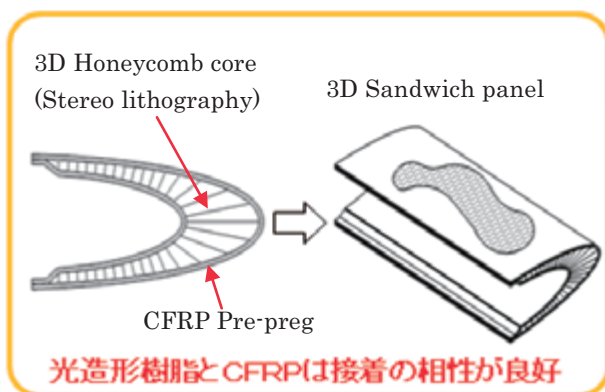 3D Honeycomb core
(Stereo lithography)
3D Sandwich panel
CFRP Pre-preg
光造形樹脂とCFRPは接着の相性が良好